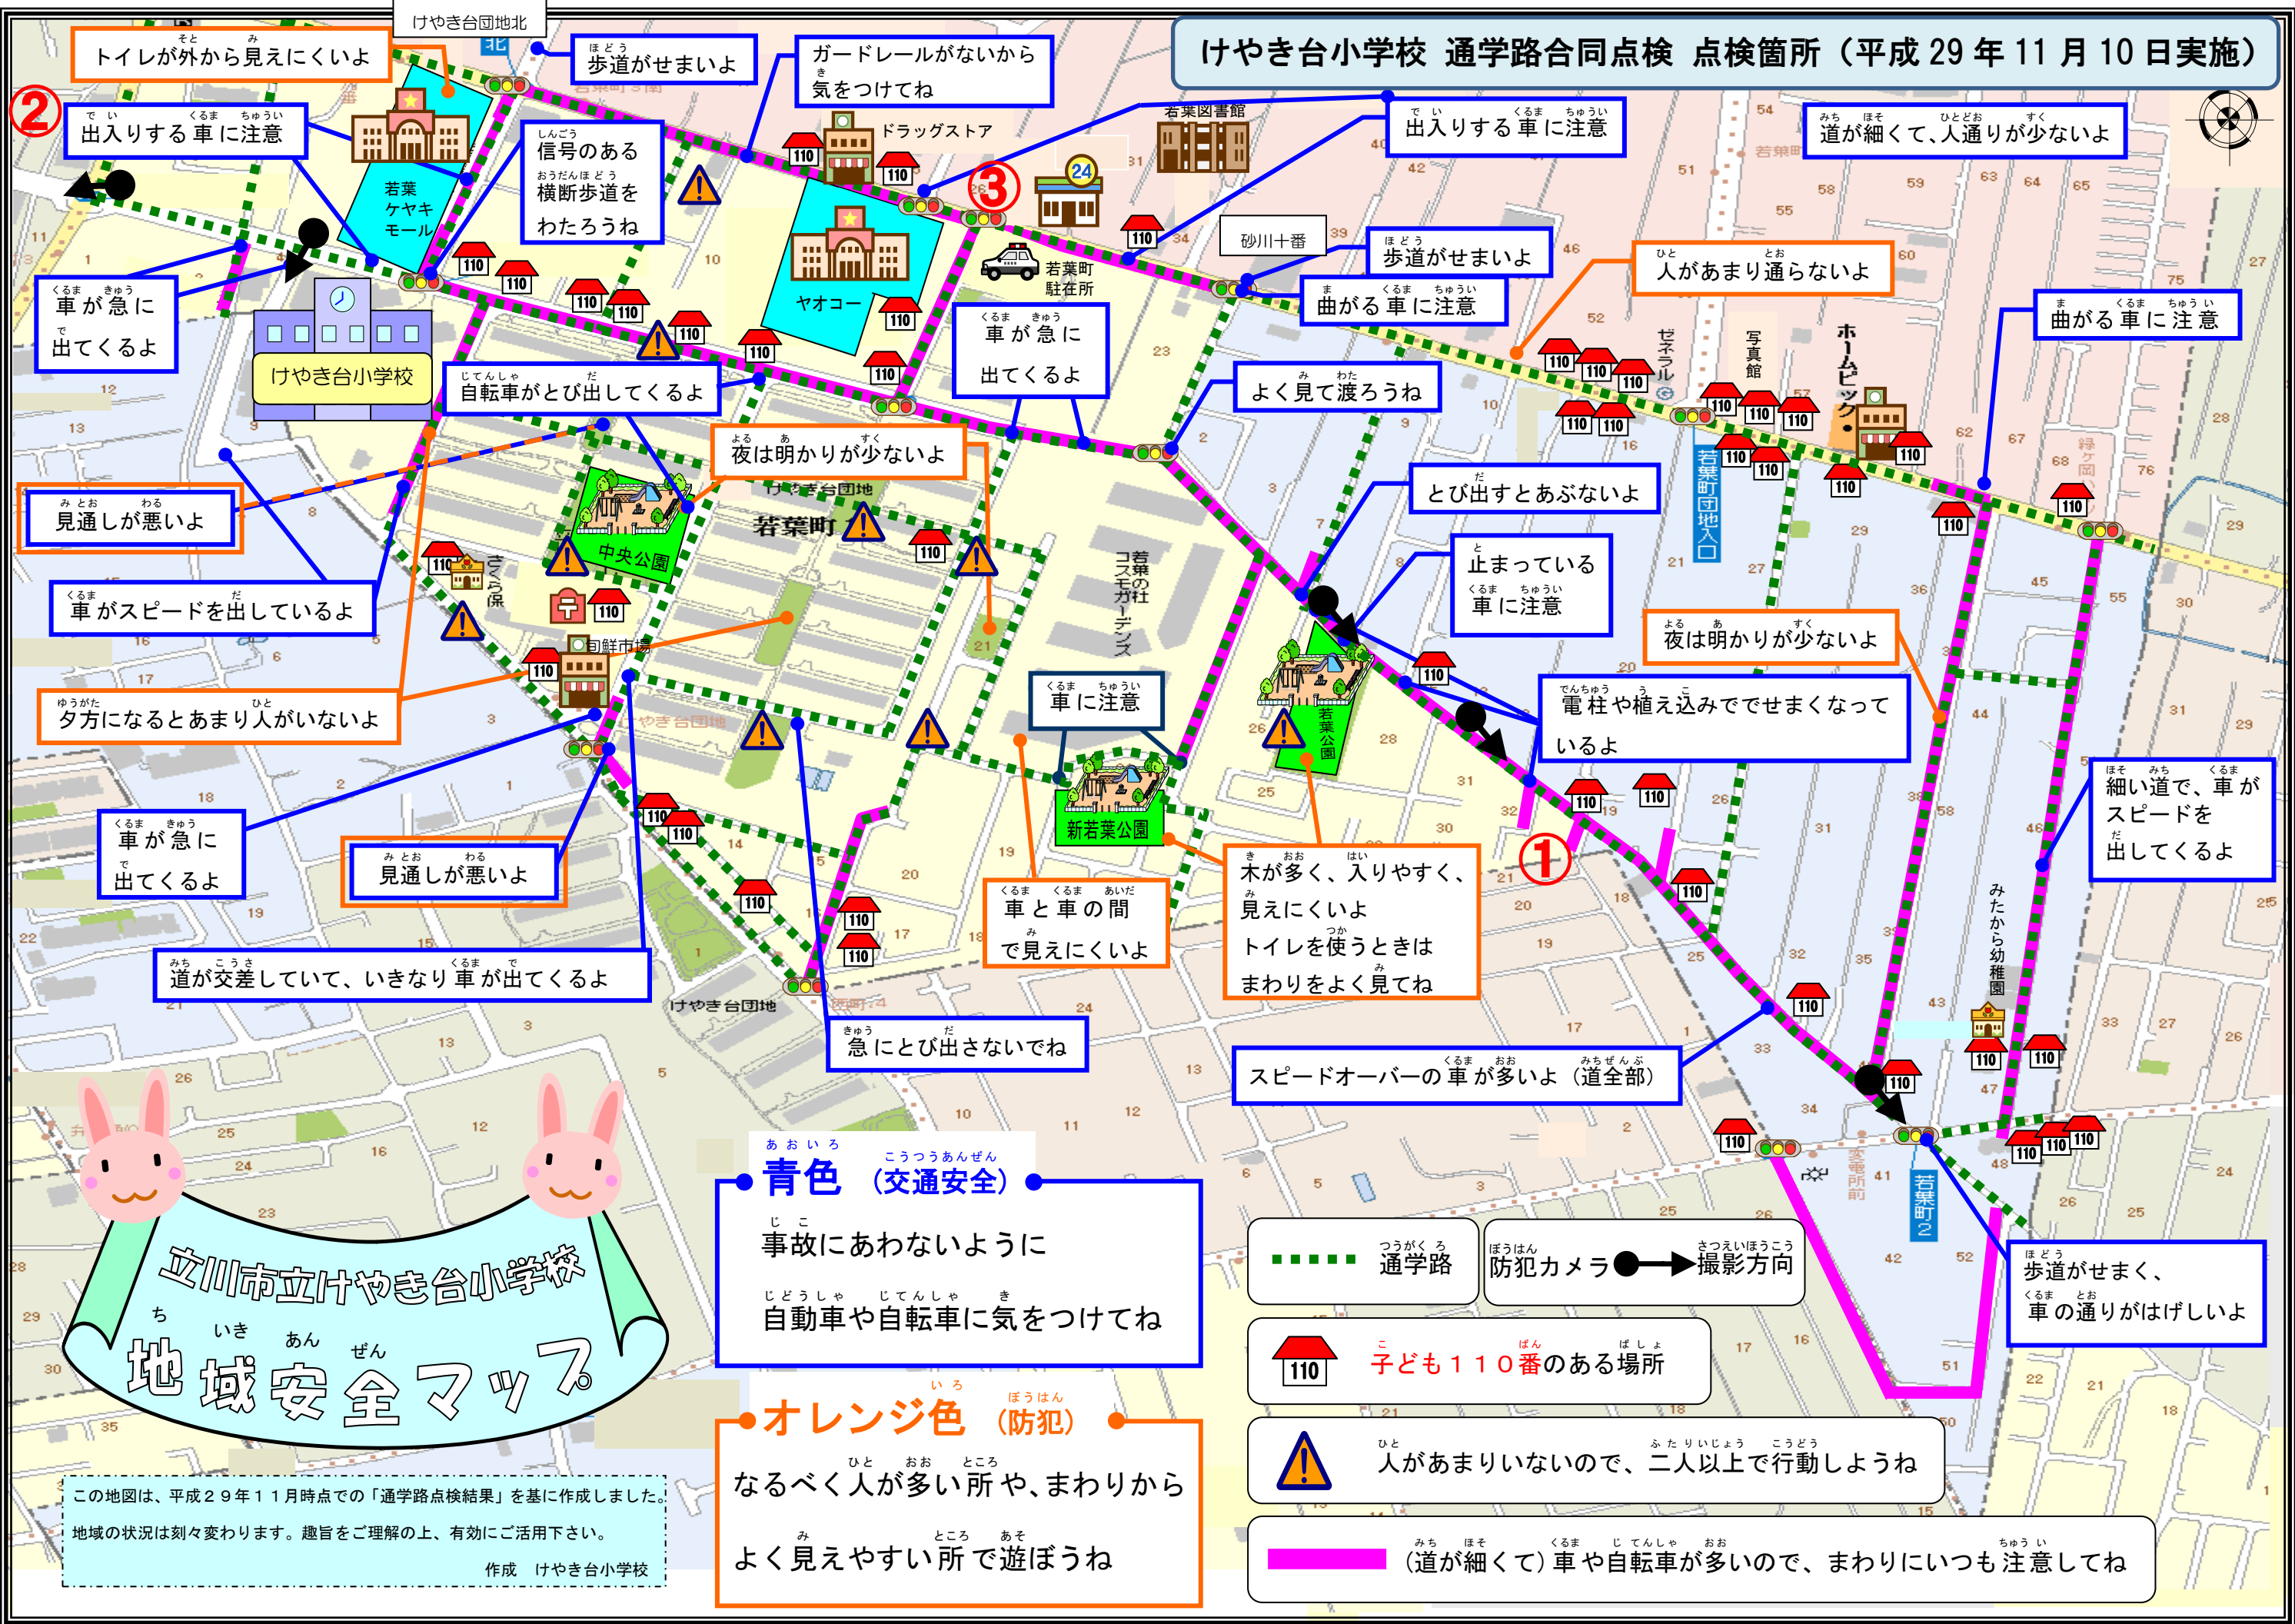 けやき台団地北
けやき台小学校 通学路合同点検 点検箇所（平成29年11月10日実施）
北
トイレが外から見えにくいよ
歩道がせまいよ
ガードレールがないから
気をつけてね
②
出入りする車に注意
信号のある
横断歩道を
わたろうね
ドラッグストア
若葉図書館
出入りする車に注意
道が細くて、人通りが少ないよ
③
24
若葉
ケヤキ
モール
ヤオコー
若葉町
駐在所
砂川十番
歩道がせまいよ
曲がる車に注意
人があまり通らないよ
曲がる車に注意
車が急に
出てくるよ
けやき台小学校
自転車がとび出してくるよ
車が急に
出てくるよ
よく見て渡ろうね
ゼネラル
写真館
ホームピック
夜は明かりが少ないよ
けやき台団地
若葉町
中央公園
見通しが悪いよ
とび出すとあぶないよ
若葉町団地入口
緑ケ岡
車がスピードを出しているよ
さくら保
若葉の杜
コスモガーデンズ
止まっている
車に注意
夜は明かりが少ないよ
旬鮮市場
夕方になるとあまり人がいないよ
車に注意
若葉公園
電柱や植え込みででせまくなって
いるよ
細い道で、車が
スピードを
出してくるよ
新若葉公園
車が急に
出てくるよ
見通しが悪いよ
①
車と車の間
で見えにくいよ
木が多く、入りやすく、
見えにくいよ
トイレを使うときは
まわりをよく見てね
みたから幼稚園
道が交差していて、いきなり車が出てくるよ
けやき台団地
急にとび出さないでね
スピードオーバーの車が多いよ（道全部）
変電所前
若葉町2
歩道がせまく、
車の通りがはげしいよ
立川市立けやき台小学校
地域安全マップ
この地図は、平成２９年１１月時点での「通学路点検結果」を基に作成しました。
地域の状況は刻々変わります。趣旨をご理解の上、有効にご活用下さい。
作成　けやき台小学校
青色（交通安全）
事故にあわないように
自動車や自転車に気をつけてね
オレンジ色（防犯）
なるべく人が多い所や、まわりから
よく見えやすい所で遊ぼうね
通学路
防犯カメラ 撮影方向
110 子ども１１０番のある場所
人があまりいないので、二人以上で行動しようね
（道が細くて）車や自転車が多いので、まわりにいつも注意してね